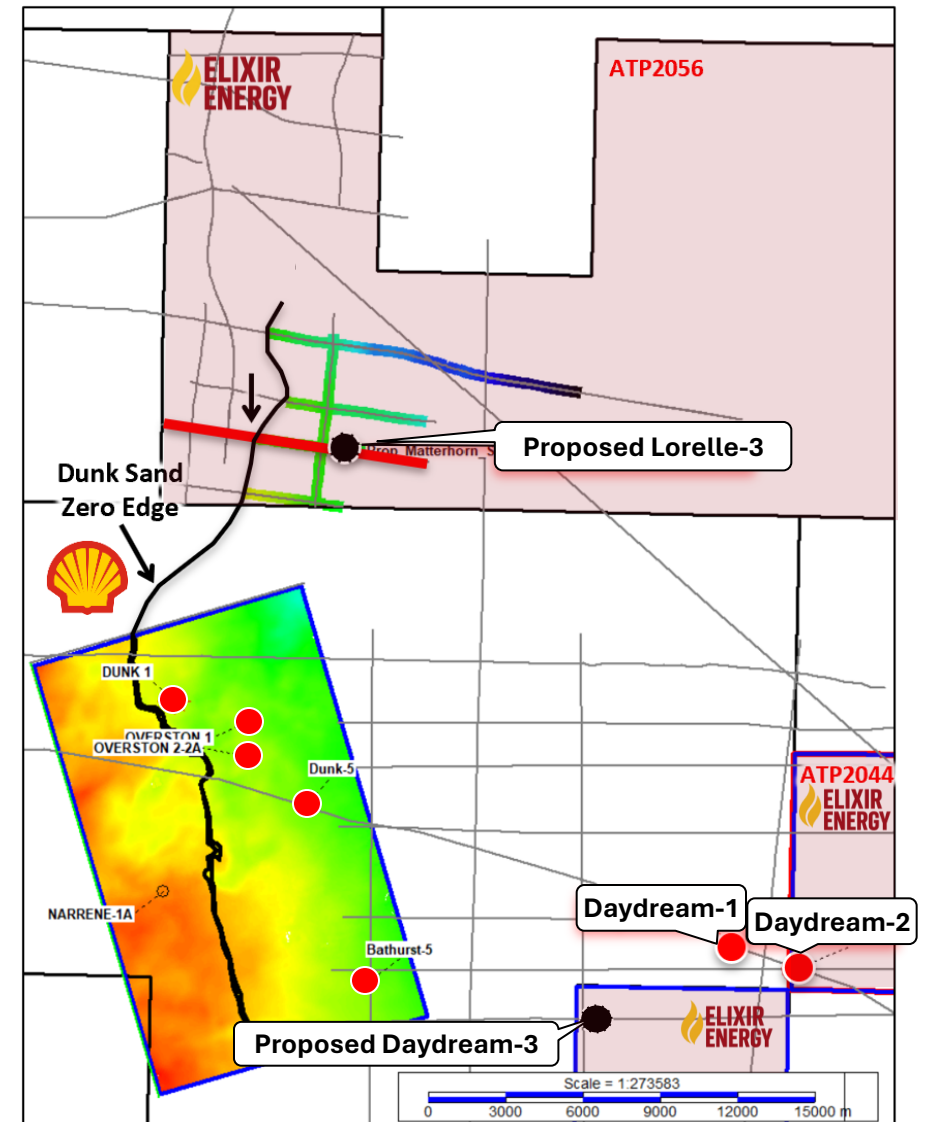 ELIXIR
ENERGY
ATP2056
Proposed Lorelle-3
Prop_Matterhorn_S
Dunk Sand
Zero Edge
DUNK 1
OVERSTON 1
OVERSTON 2-2A
Dunk-5
ATP2044
ELIXIR
ENERGY
NARRENE-1A
Daydream-1
Daydream-2
Bathurst-5
Proposed Daydream-3
ELIXIR
ENERGY
Scale = 1:273583
0 3000 6000 9000 12000 15000 m